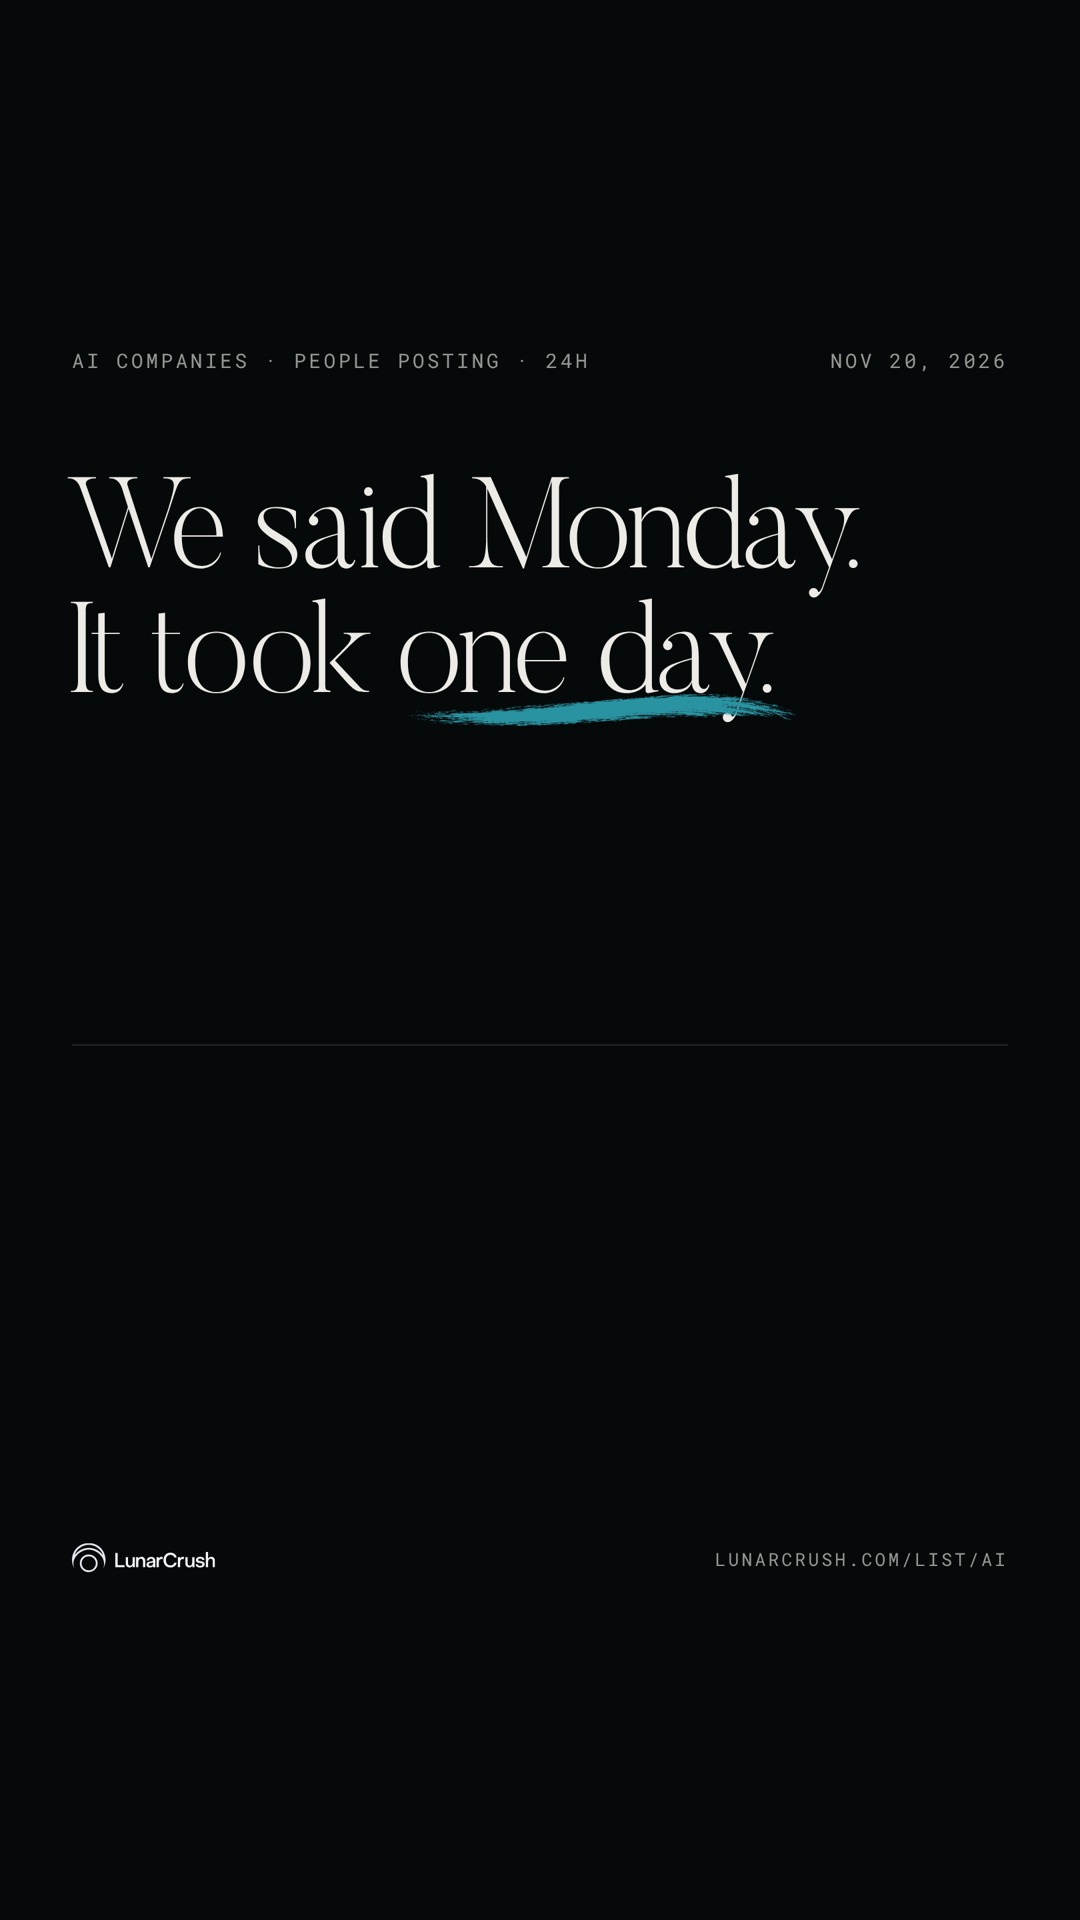 AI COMPANIES · PEOPLE POSTING · 24H NOV 20, 2026
We said Monday.
It took one day.
LunarCrush LUNARCRUSH.COM/LIST/AI